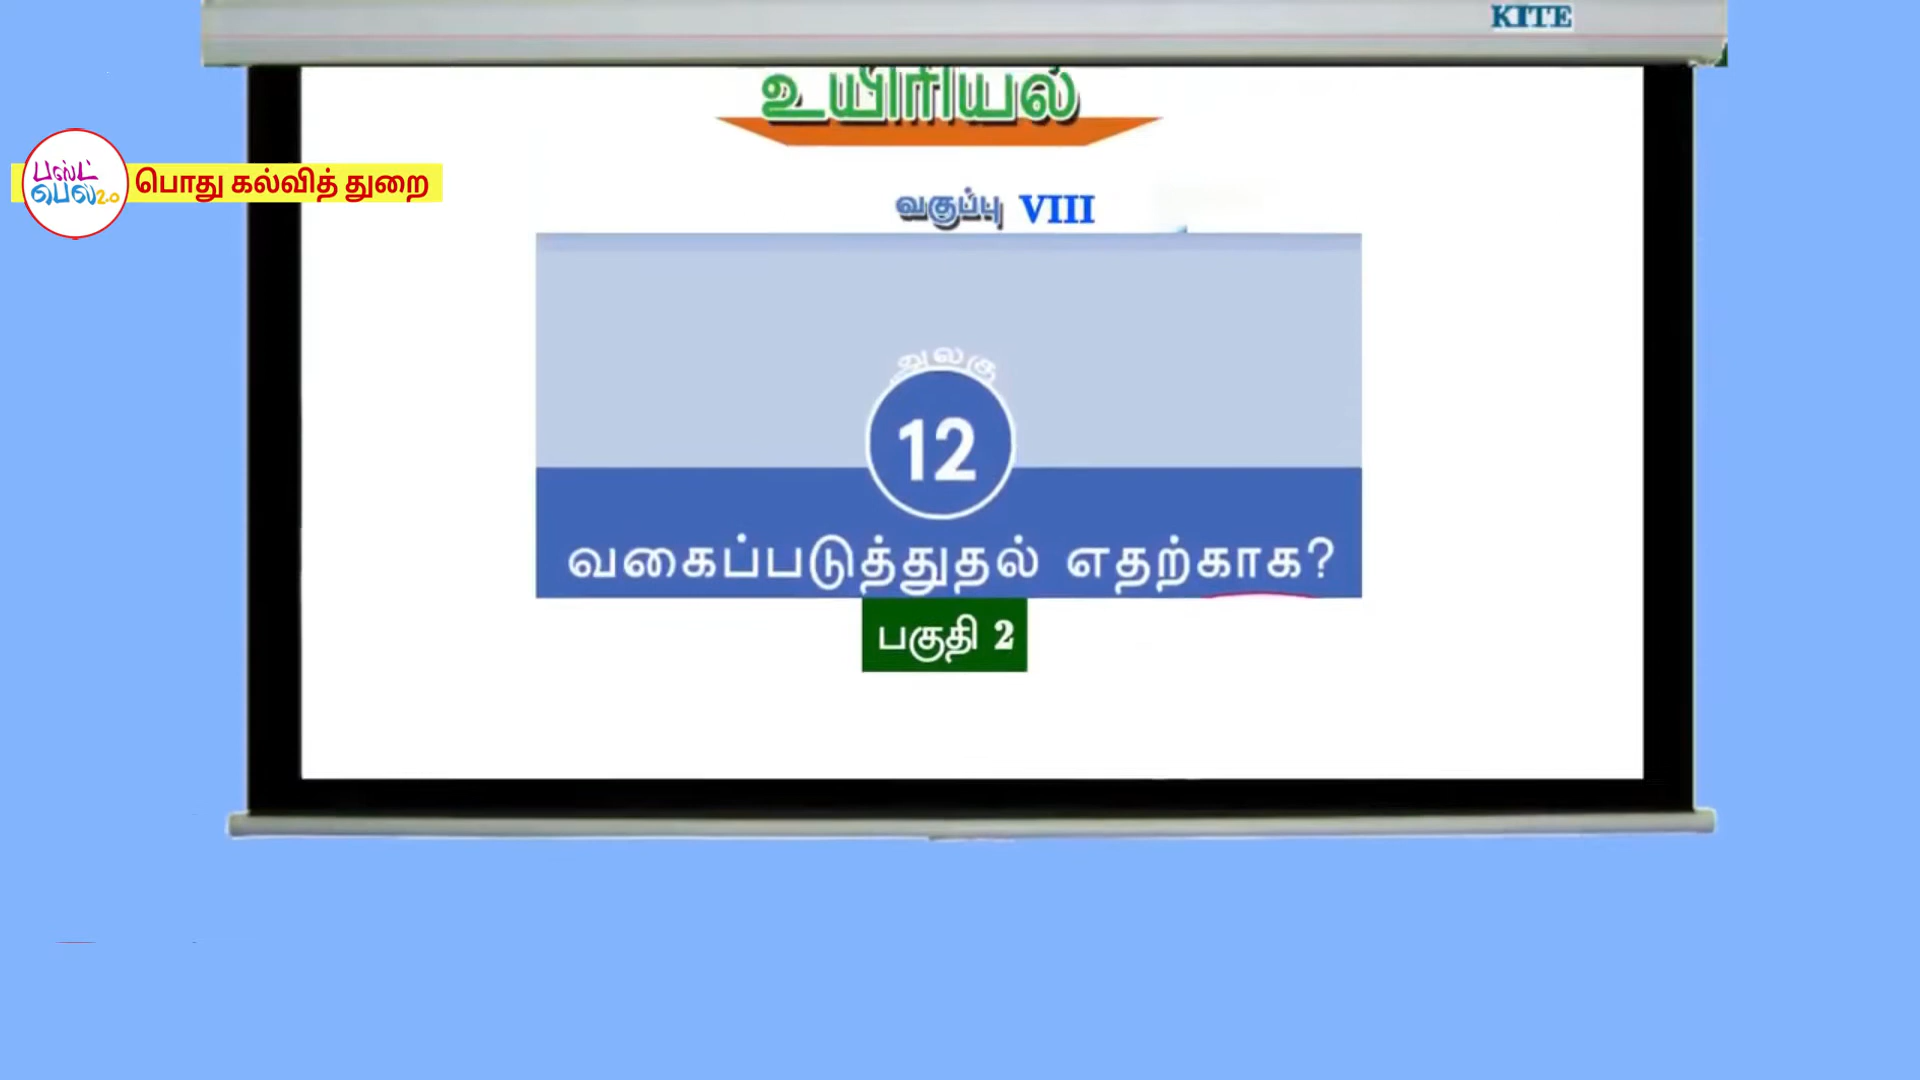 KITE
உயிரியல்
பஸ்ட்
பெல் 2.0
பொது கல்வித் துறை
வகுப்பு VIII
அலகு
12
வகைப்படுத்துதல் எதற்காக?
பகுதி 2